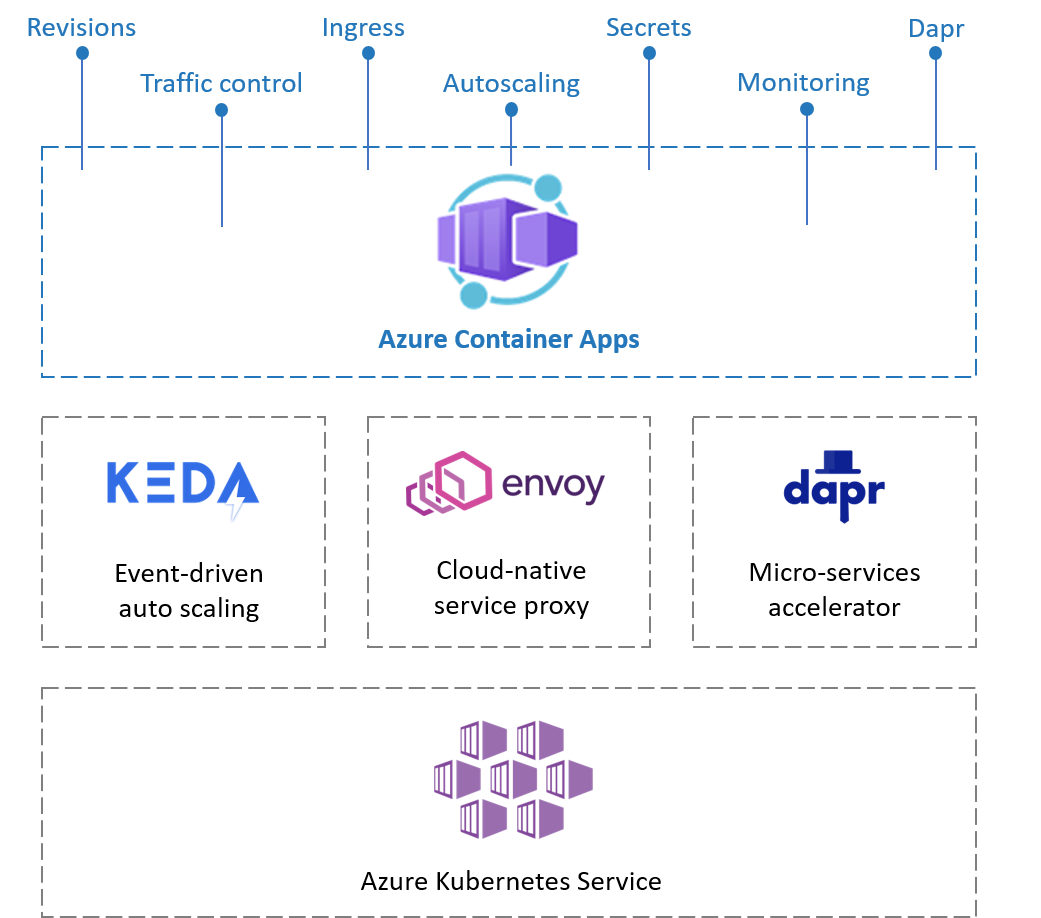 Revisions
Ingress
Secrets
Dapr
Traffic control
Autoscaling
Monitoring
Azure Container Apps
KEDA
envoy
dapr
Event-driven
auto scaling
Cloud-native
service proxy
Micro-services
accelerator
Azure Kubernetes Service